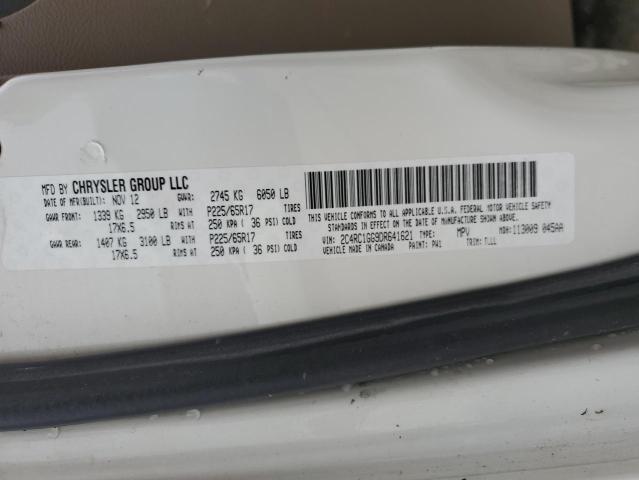 MFD BY CHRYSLER GROUP LLC
DATE OF MFR(BUILT): NOV 12 GVWR: 2745 KG 6050 LB
GAWR FRONT: 1339 KG 2950 LB WITH P225/65R17 TIRES
17X6.5 RIMS AT 250 KPA ( 36 PSI) COLD
GAWR REAR: 1407 KG 3100 LB WITH P225/65R17 TIRES
17X6.5 RIMS AT 250 KPA ( 36 PSI) COLD
THIS VEHICLE CONFORMS TO ALL APPLICABLE U.S.A. FEDERAL MOTOR VEHICLE SAFETY
STANDARDS IN EFFECT ON THE DATE OF MANUFACTURE SHOWN ABOVE.
VIN: 2C4RC1GG9DR641621 TYPE: MPV MDH: 113009 045AA
VEHICLE MADE IN CANADA PAINT: PW1 TRIM: